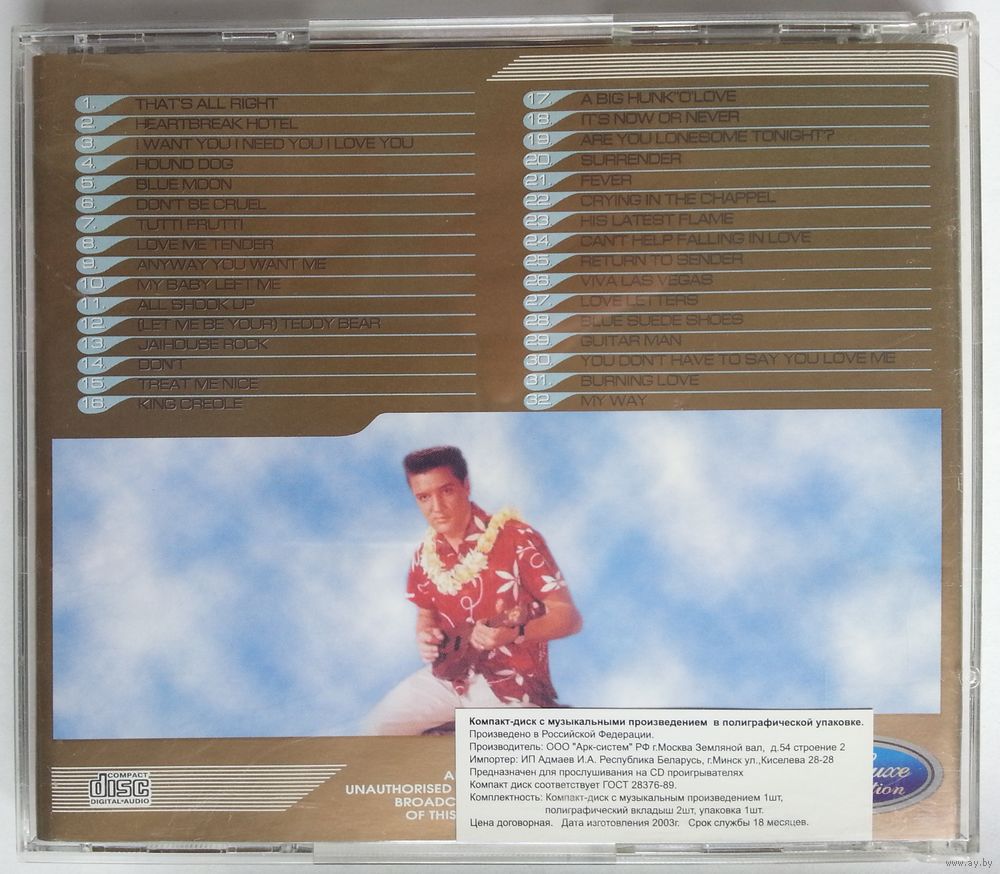 1. THAT'S ALL RIGHT
2. HEARTBREAK HOTEL
3. I WANT YOU I NEED YOU I LOVE YOU
4. HOUND DOG
5. BLUE MOON
6. DON'T BE CRUEL
7. TUTTI FRUTTI
8. LOVE ME TENDER
9. ANYWAY YOU WANT ME
10. MY BABY LEFT ME
11. ALL SHOOK UP
12. (LET ME BE YOUR) TEDDY BEAR
13. JAIHOUSE ROCK
14. DON'T
15. TREAT ME NICE
16. KING CREOLE
17. A BIG HUNK"O'LOVE
18. IT'S NOW OR NEVER
19. ARE YOU LONESOME TONIGHT?
20. SURRENDER
21. FEVER
22. CRYING IN THE CHAPPEL
23. HIS LATEST FLAME
24. CAN'T HELP FALLING IN LOVE
25. RETURN TO SENDER
26. VIVA LAS VEGAS
27. LOVE LETTERS
28. BLUE SUEDE SHOES
29. GUITAR MAN
30. YOU DON'T HAVE TO SAY YOU LOVE ME
31. BURNING LOVE
32 MY WAY
COMPACT
disc
DIGITAL AUDIO
A
UNAUTHORISED
BROADC
OF THIS
Компакт-диск с музыкальными произведением в полиграфической упаковке.
Произведено в Российской Федерации.
Производитель: ООО "Арк-систем" РФ г.Москва Земляной вал, д.54 строение 2
Импортер: ИП Адмаев И.А. Республика Беларусь, г.Минск ул.,Киселева 28-28
Предназначен для прослушивания на CD проигрывателях
Компакт диск соответствует ГОСТ 28376-89.
Комплектность: Компакт-диск с музыкальным произведением 1шт,
полиграфический вкладыш 2шт, упаковка 1шт.
Цена договорная. Дата изготовления 2003г. Срок службы 18 месяцев.
uxe
tion
www.ay.by